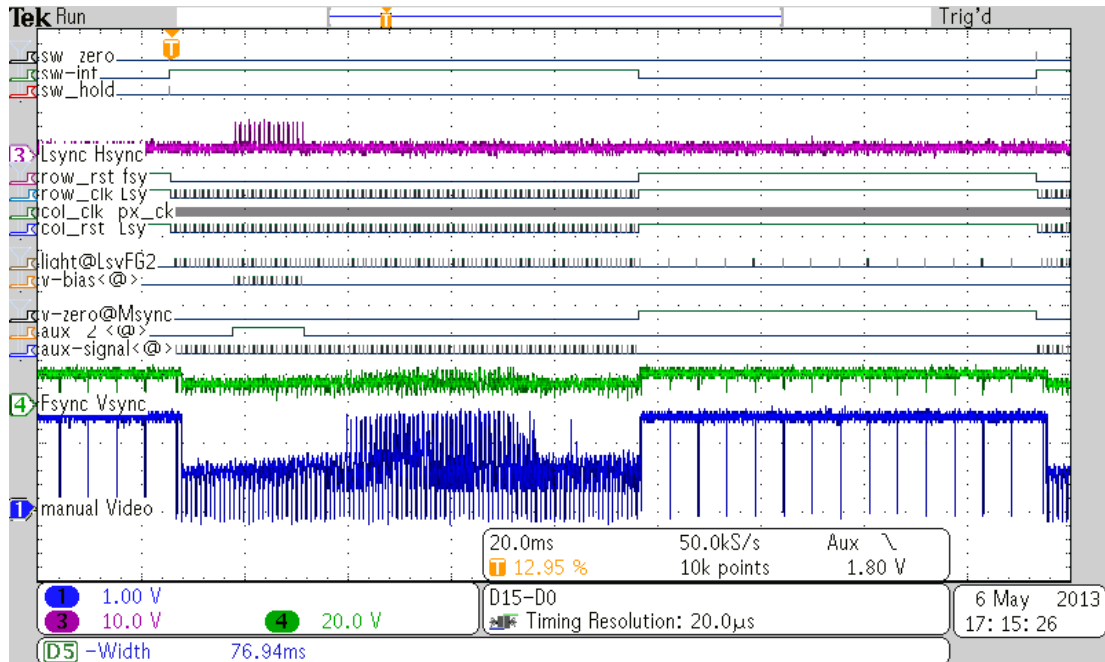 Tek Run Trig'd
T
T
sw_zero
sw-int
sw_hold
3 Lsync Hsync
row_rst fsy
row_clk Lsy
col_clk px_ck
col_rst Lsy
light@LsvFG2
v-bias<@>
v-zero@Msync
aux 2 <@>
aux-signal<@>
4 Fsync Vsync
1 manual Video
20.0ms 50.0kS/s Aux \
T 12.95 % 10k points 1.80 V
1 1.00 V
3 10.0 V 4 20.0 V
D15-D0
Timing Resolution: 20.0µs
6 May 2013
17:15:26
D5 -Width 76.94ms